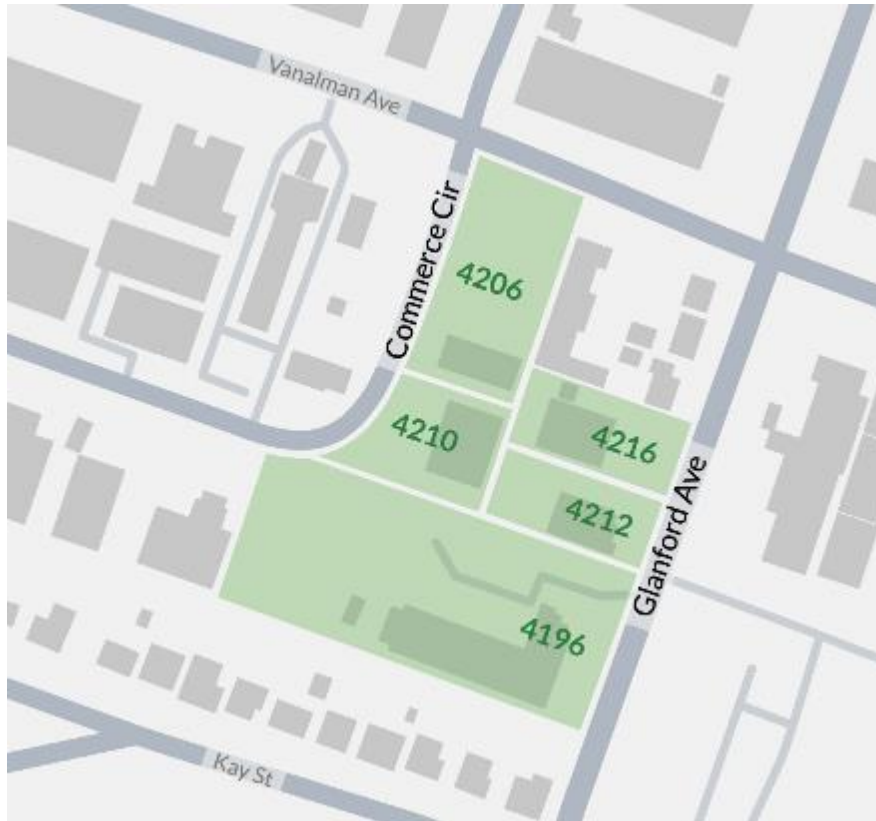 Vanalman Ave
Commerce Cir
4206
4210
4216
4212
Glanford Ave
4196
Kay St